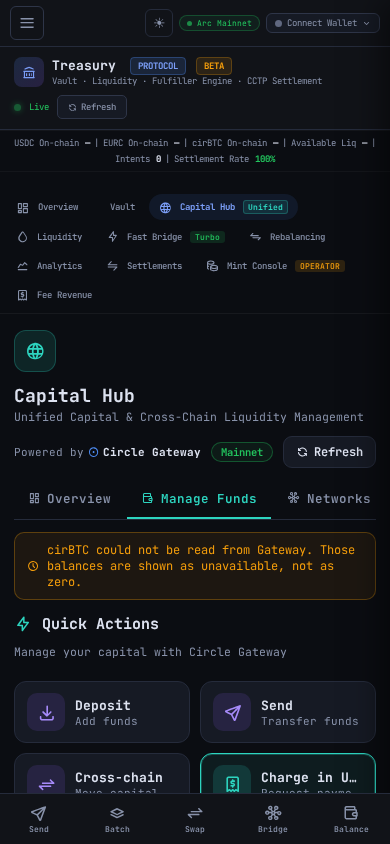 Arc Mainnet
Connect Wallet
Treasury PROTOCOL BETA
Vault · Liquidity · Fulfiller Engine · CCTP Settlement
Live Refresh
USDC On-chain — | EURC On-chain — | cirBTC On-chain — | Available Liq — |
Intents 0 | Settlement Rate 100%
Overview Vault Capital Hub Unified
Liquidity Fast Bridge Turbo Rebalancing
Analytics Settlements Mint Console OPERATOR
Fee Revenue
Capital Hub
Unified Capital & Cross-Chain Liquidity Management
Powered by Circle Gateway Mainnet Refresh
Overview Manage Funds Networks
cirBTC could not be read from Gateway. Those
balances are shown as unavailable, not as
zero.
Quick Actions
Manage your capital with Circle Gateway
Deposit
Add funds
Send
Transfer funds
Cross-chain
Move capital
Charge in U…
Request payme…
Send Batch Swap Bridge Balance